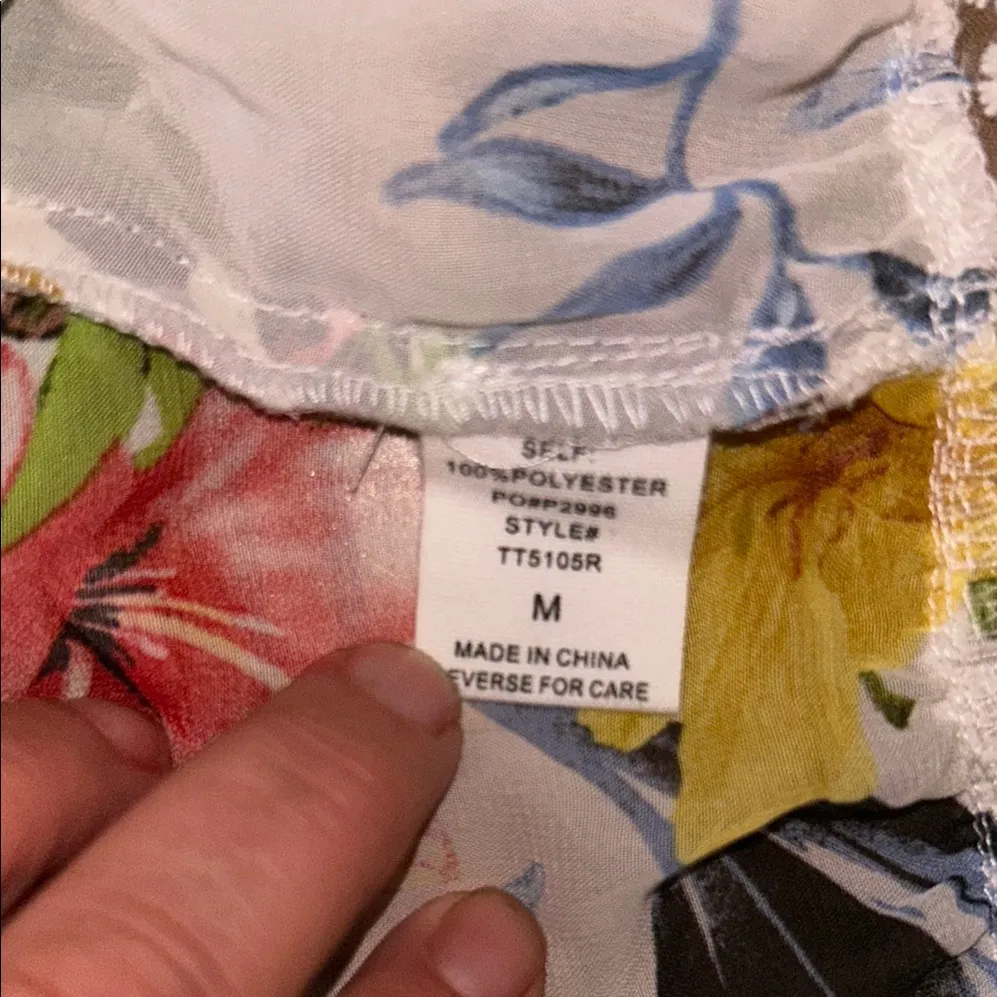 SELF:
100%POLYESTER
PO#P2996
STYLE#
TT5105R
M
MADE IN CHINA
EVERSE FOR CARE